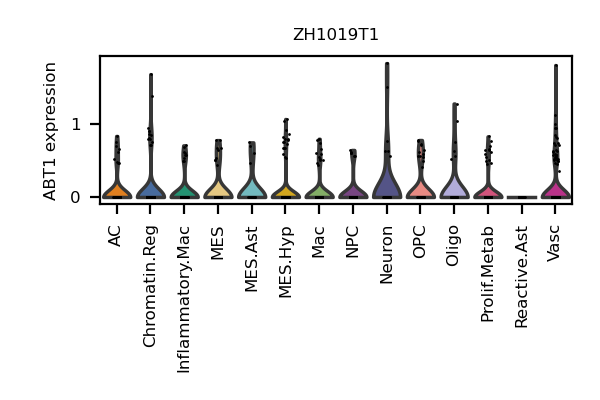 ZH1019T1
ABT1 expression
1
0
AC
Chromatin.Reg
Inflammatory.Mac
MES
MES.Ast
MES.Hyp
Mac
NPC
Neuron
OPC
Oligo
Prolif.Metab
Reactive.Ast
Vasc